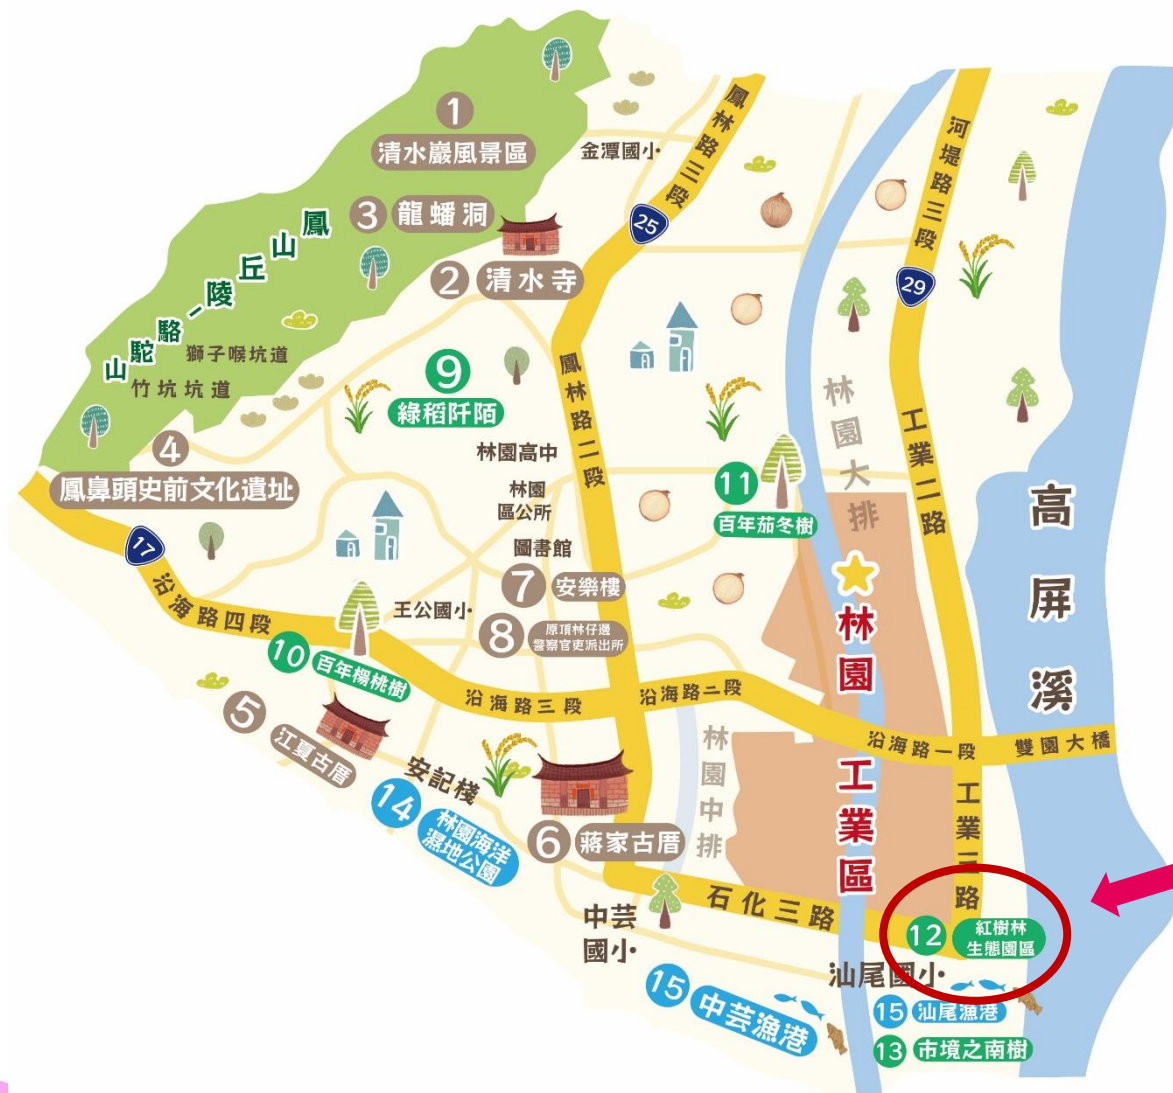 1
清水巖風景區
金潭國小
鳳林路三段
河堤路三段
3
龍蟠洞
25
鳳山丘陵-駱駝山
2
清水寺
29
獅子喉坑道
竹坑坑道
9
綠稻阡陌
鳳林路二段
林園大排
工業二路
4
鳳鼻頭史前文化遺址
林園高中
林園
區公所
11
百年茄冬樹
高屏溪
17
圖書館
7
安樂樓
沿海路四段
王公國小
8
原頂林仔邊
警察官吏派出所
林園工業區
10
百年楊桃樹
沿海路三段
沿海路二段
5
江夏古厝
林園中排
沿海路一段
雙園大橋
安記棧
14
林園海洋
濕地公園
6
蔣家古厝
工業三路
石化三路
中芸
國小
12
紅樹林
生態園區
汕尾國小
15
中芸漁港
15
汕尾漁港
13
市境之南樹